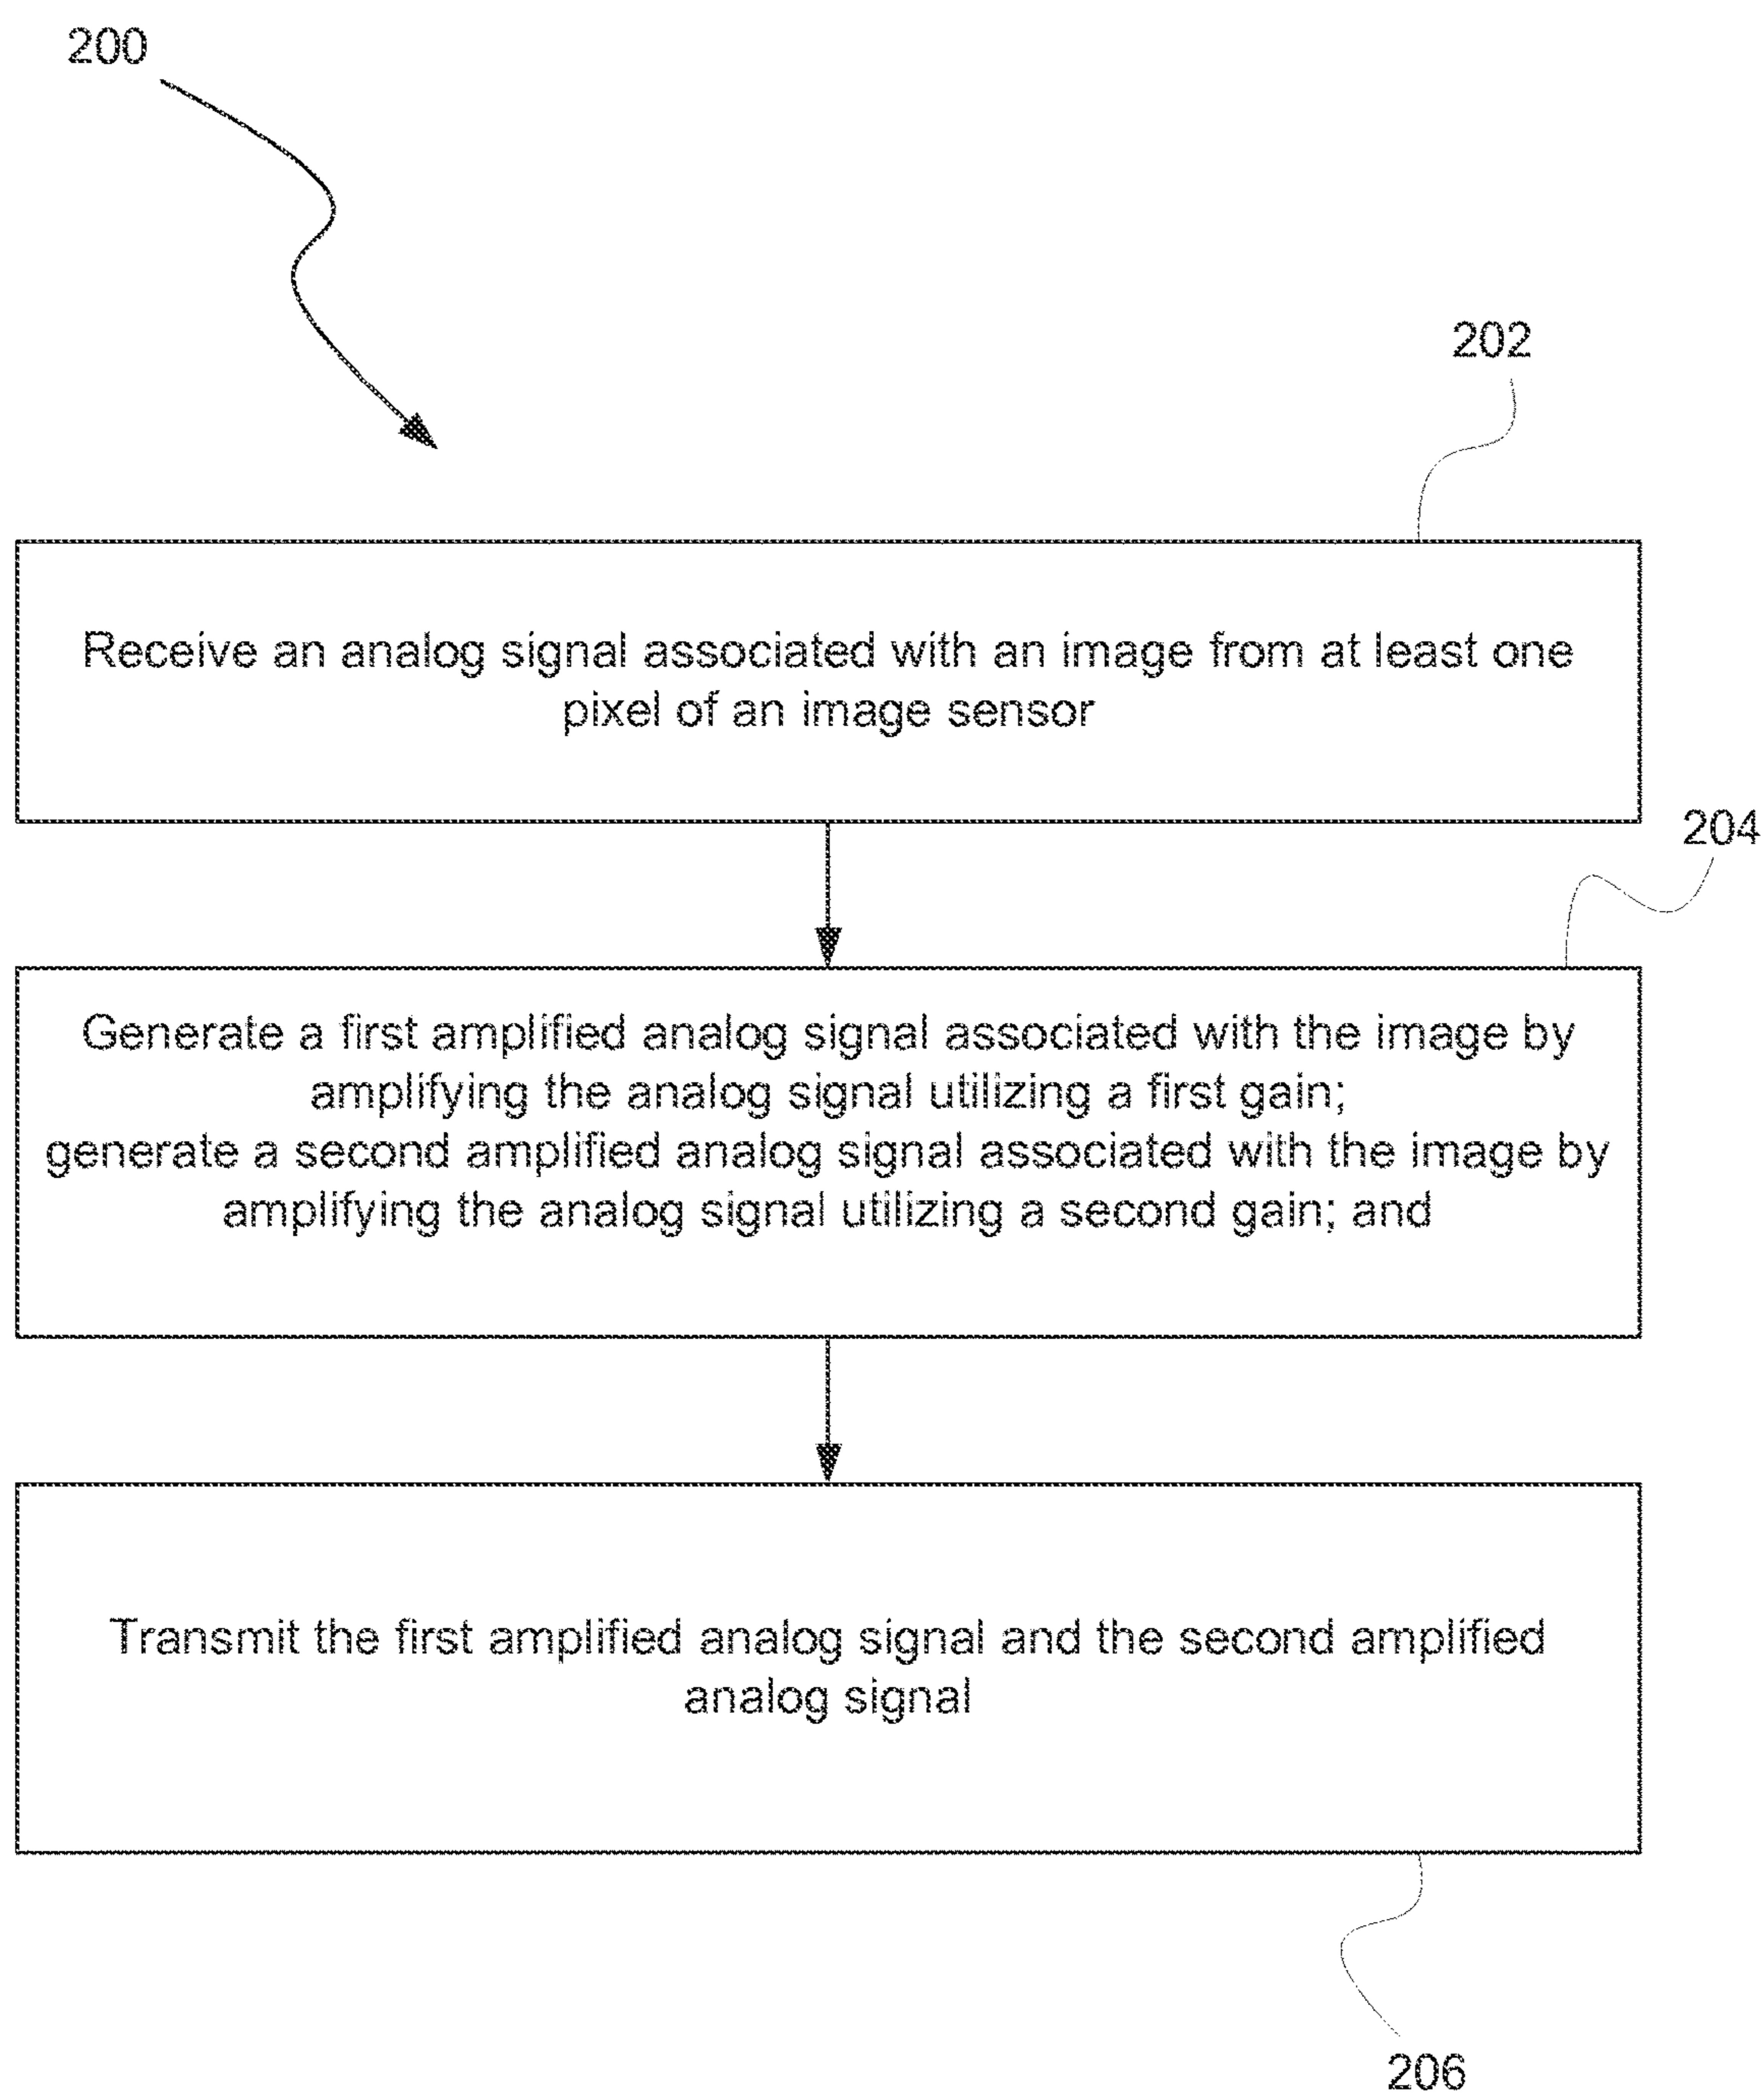 200
202
Receive an analog signal associated with an image from at least one
pixel of an image sensor
204
Generate a first amplified analog signal associated with the image by
amplifying the analog signal utilizing a first gain;
generate a second amplified analog signal associated with the image by
amplifying the analog signal utilizing a second gain; and
Transmit the first amplified analog signal and the second amplified
analog signal
206